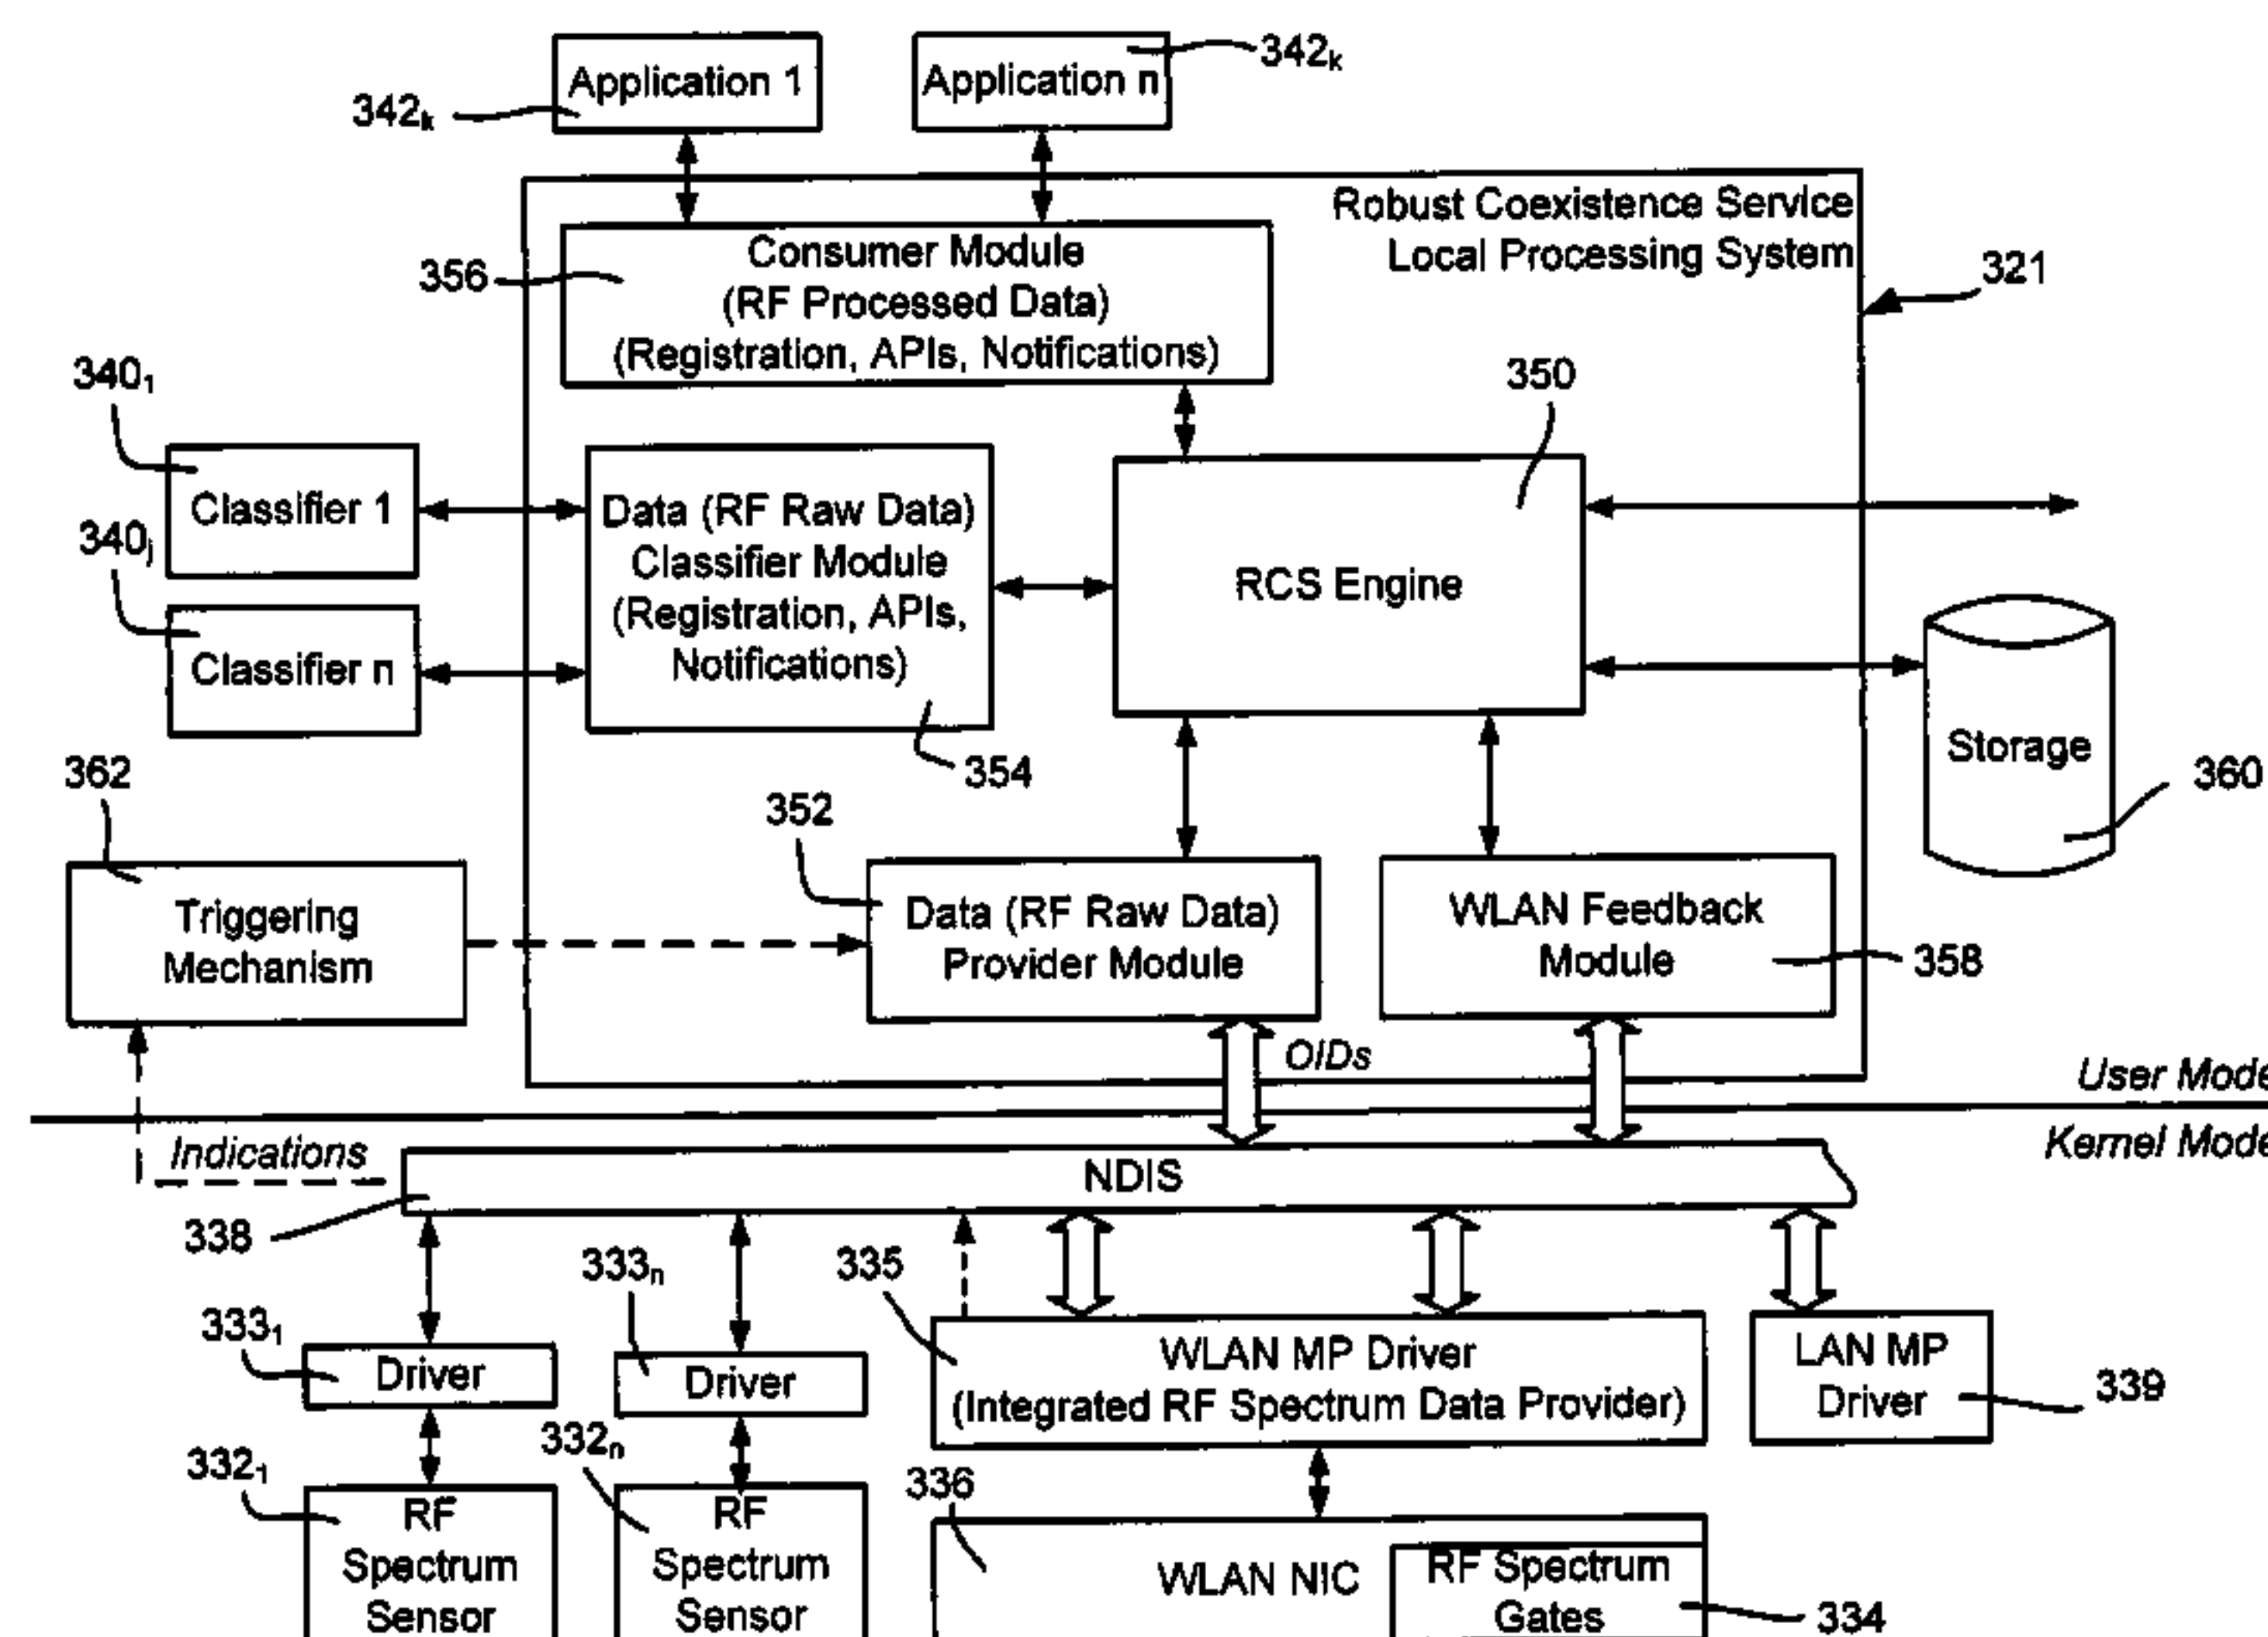 Application 1
Application n
342k
342k
Robust Coexistence Service
Local Processing System
321
Consumer Module
(RF Processed Data)
(Registration, APIs, Notifications)
356
350
3401
Classifier 1
Data (RF Raw Data)
Classifier Module
(Registration, APIs,
Notifications)
RCS Engine
340j
Classifier n
354
Storage
360
362
352
Triggering
Mechanism
Data (RF Raw Data)
Provider Module
WLAN Feedback
Module
358
OIDs
User Mode
Kernel Mode
Indications
NDIS
338
333n
335
3331
Driver
Driver
WLAN MP Driver
(Integrated RF Spectrum Data Provider)
LAN MP
Driver
339
332n
3321
336
RF
Spectrum
Sensor
RF
Spectrum
Sensor
WLAN NIC
RF Spectrum
Gates
334